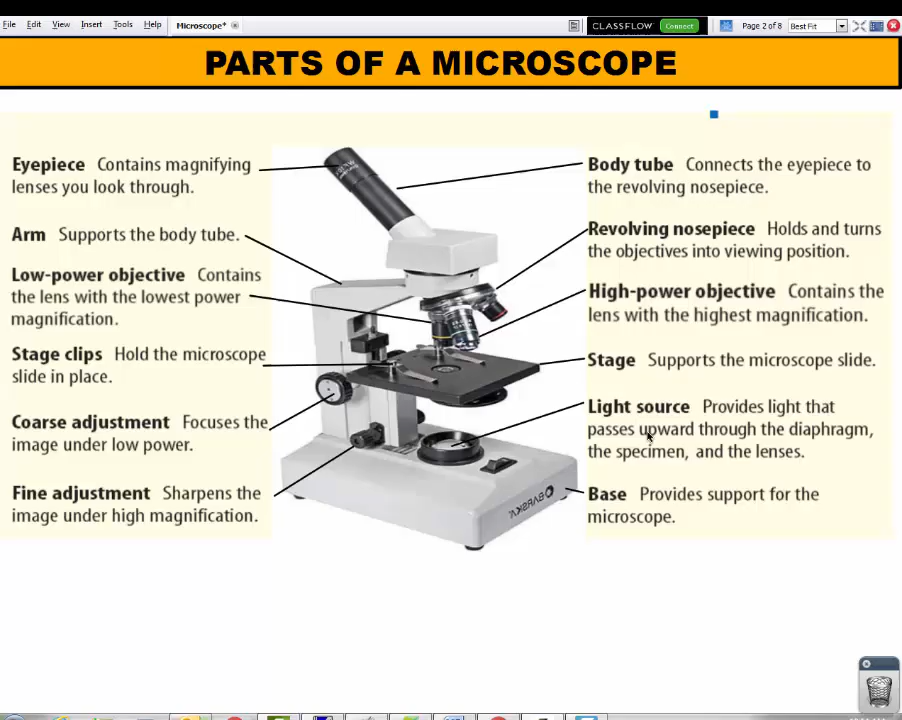 File Edit View Insert Tools Help Microscope* CLASSFLOW Connect Page 2 of 8 Best Fit
PARTS OF A MICROSCOPE
Eyepiece Contains magnifying
lenses you look through.
Arm Supports the body tube.
Low-power objective Contains
the lens with the lowest power
magnification.
Stage clips Hold the microscope
slide in place.
Coarse adjustment Focuses the
image under low power.
Fine adjustment Sharpens the
image under high magnification.
Body tube Connects the eyepiece to
the revolving nosepiece.
Revolving nosepiece Holds and turns
the objectives into viewing position.
High-power objective Contains the
lens with the highest magnification.
Stage Supports the microscope slide.
Light source Provides light that
passes upward through the diaphragm,
the specimen, and the lenses.
Base Provides support for the
microscope.
BARSKA